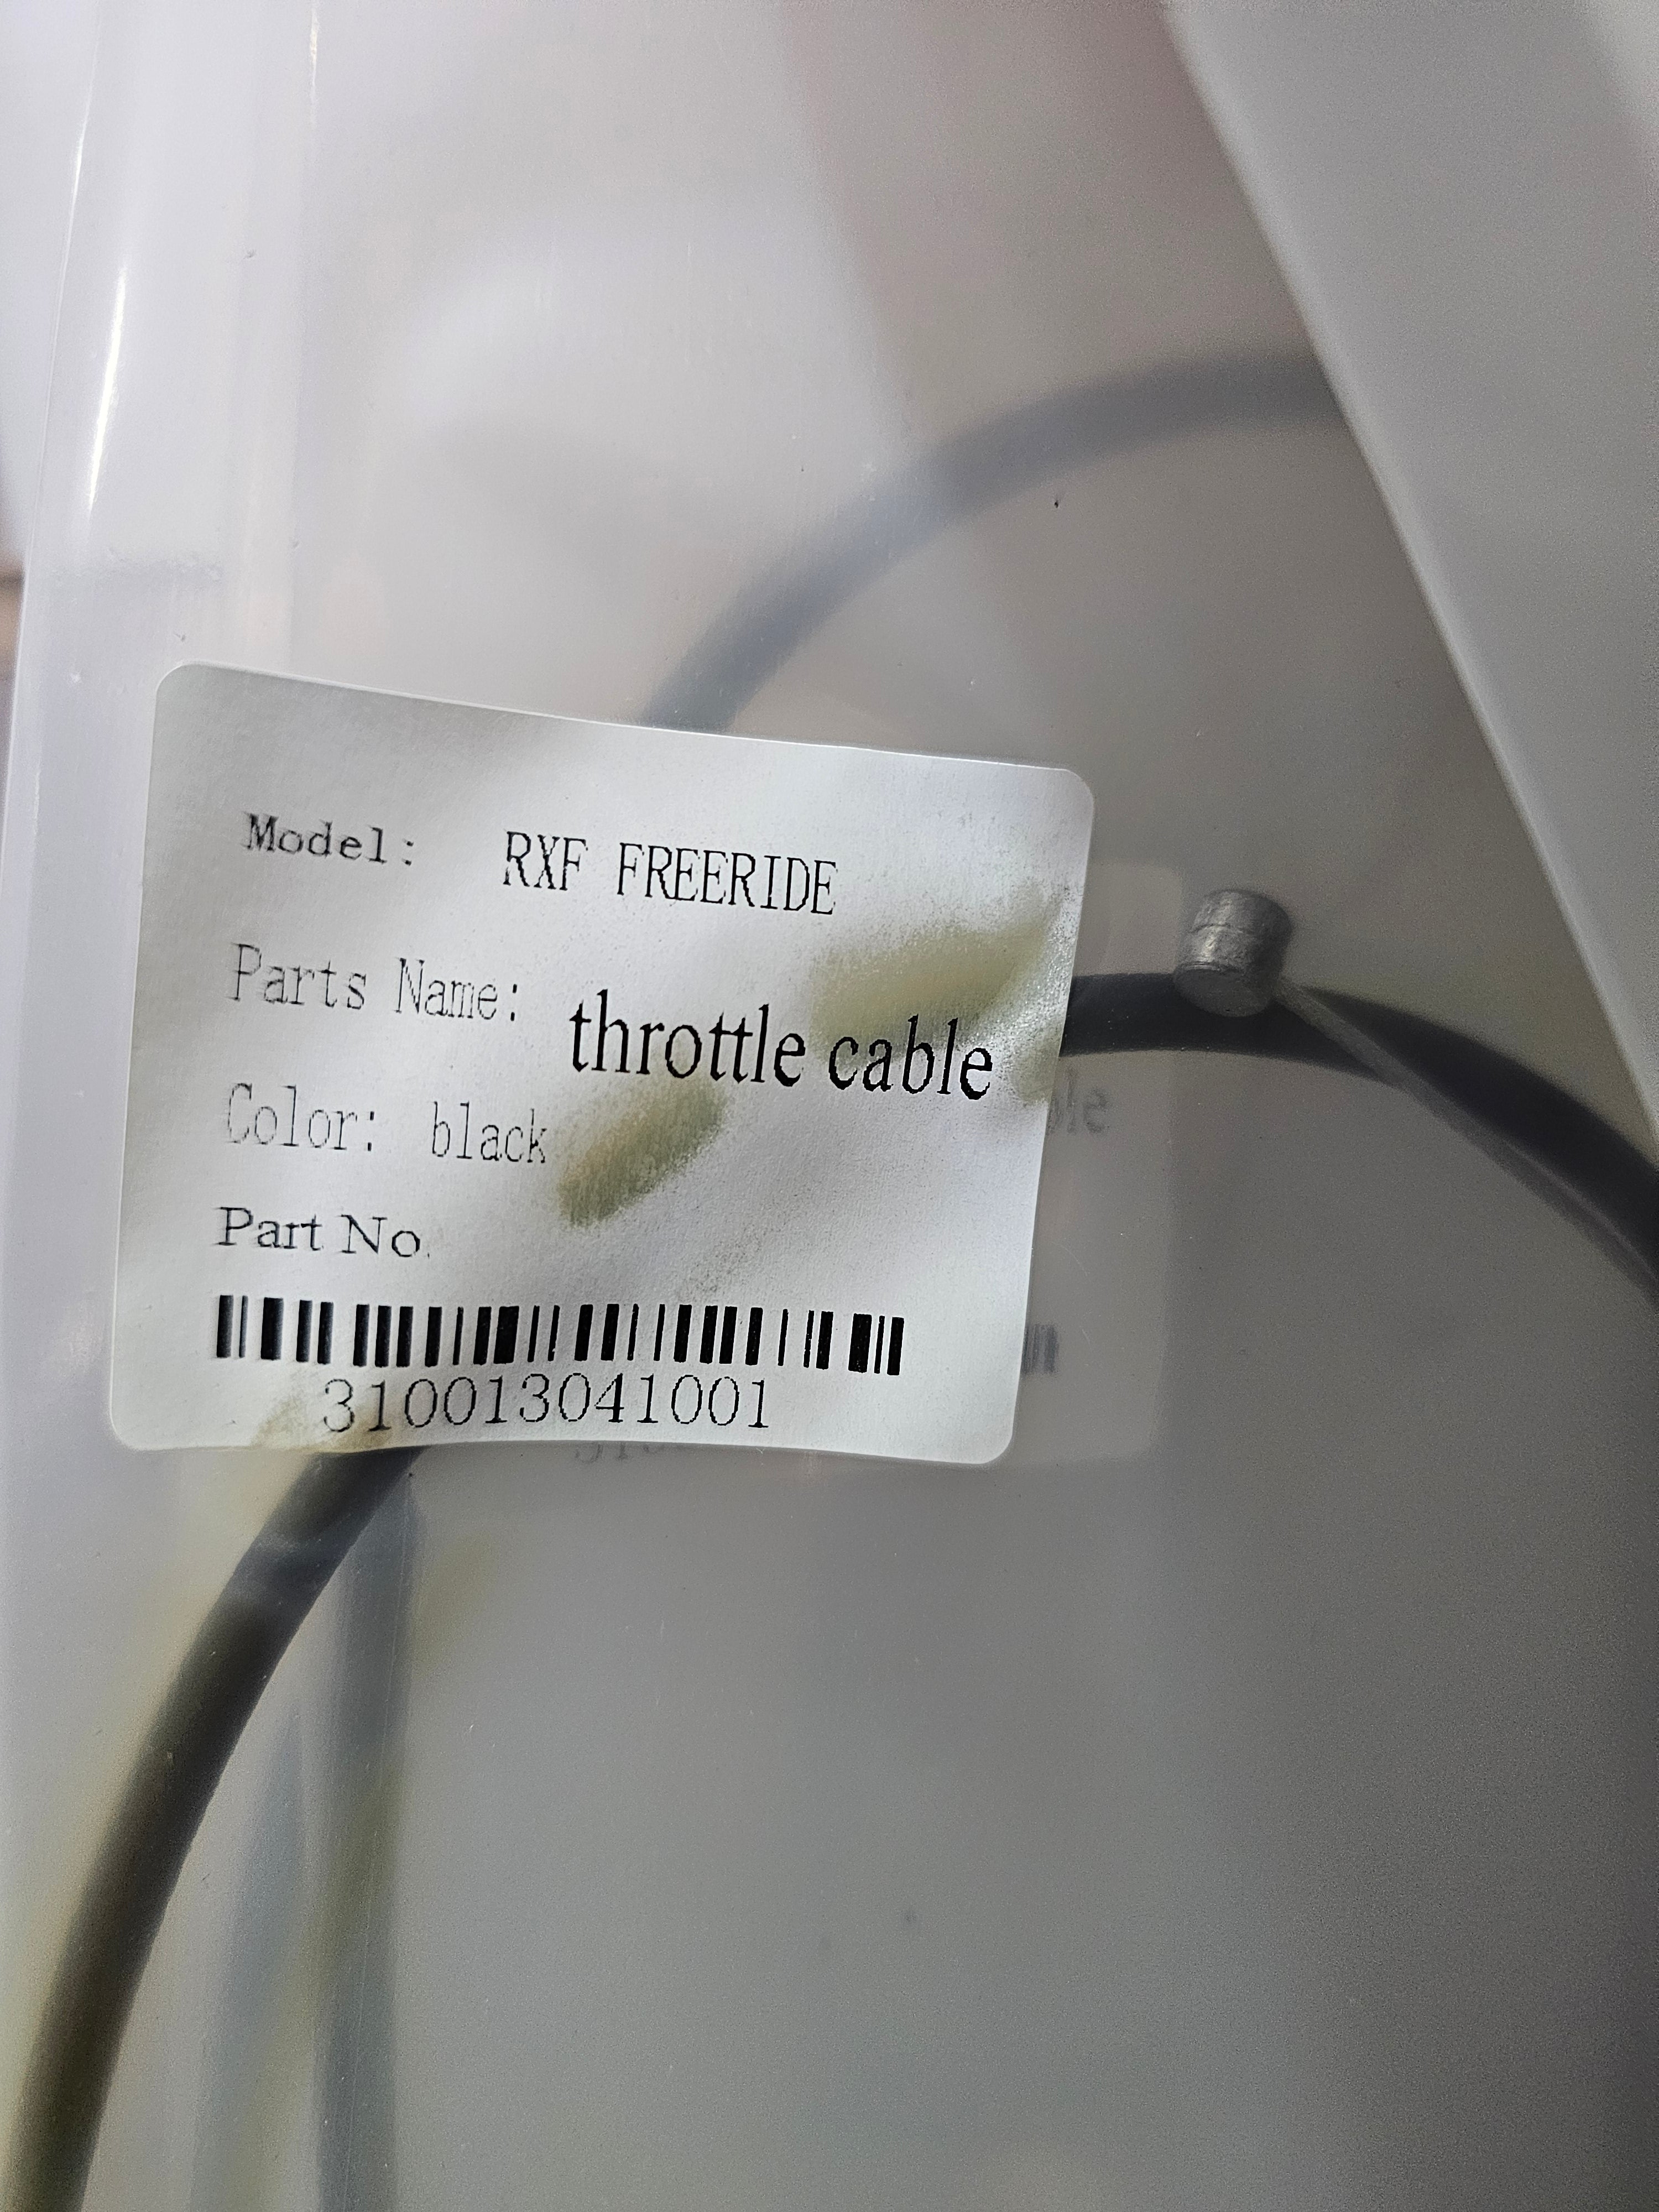 Model: RXF FREERIDE
Parts Name: throttle cable
Color: black
Part No.
310013041001